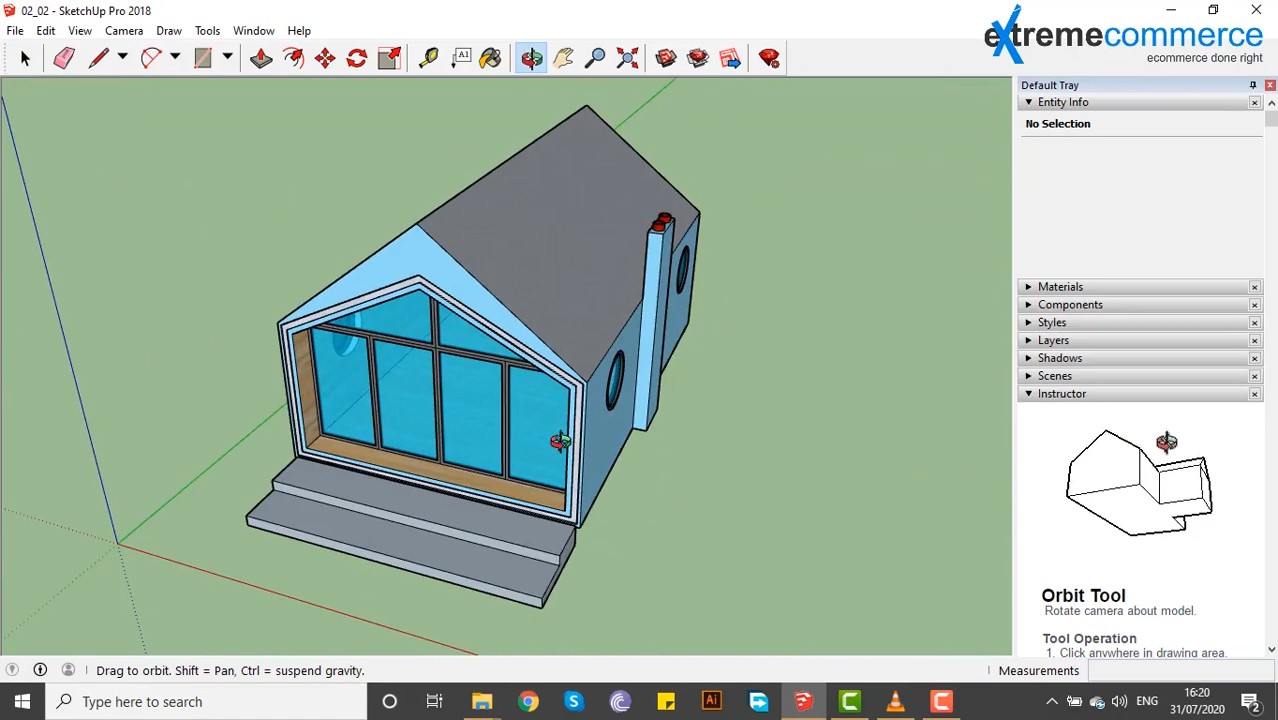 02_02 - SketchUp Pro 2018
extremecommerce
ecommerce done right
File Edit View Camera Draw Tools Window Help
A1
Default Tray
Entity Info
No Selection
Materials
Components
Styles
Layers
Shadows
Scenes
Instructor
Orbit Tool
Rotate camera about model.
Tool Operation
1. Click anywhere in drawing area.
Drag to orbit. Shift = Pan, Ctrl = suspend gravity.
Measurements
Type here to search
Ai
ENG
16:20
31/07/2020
2